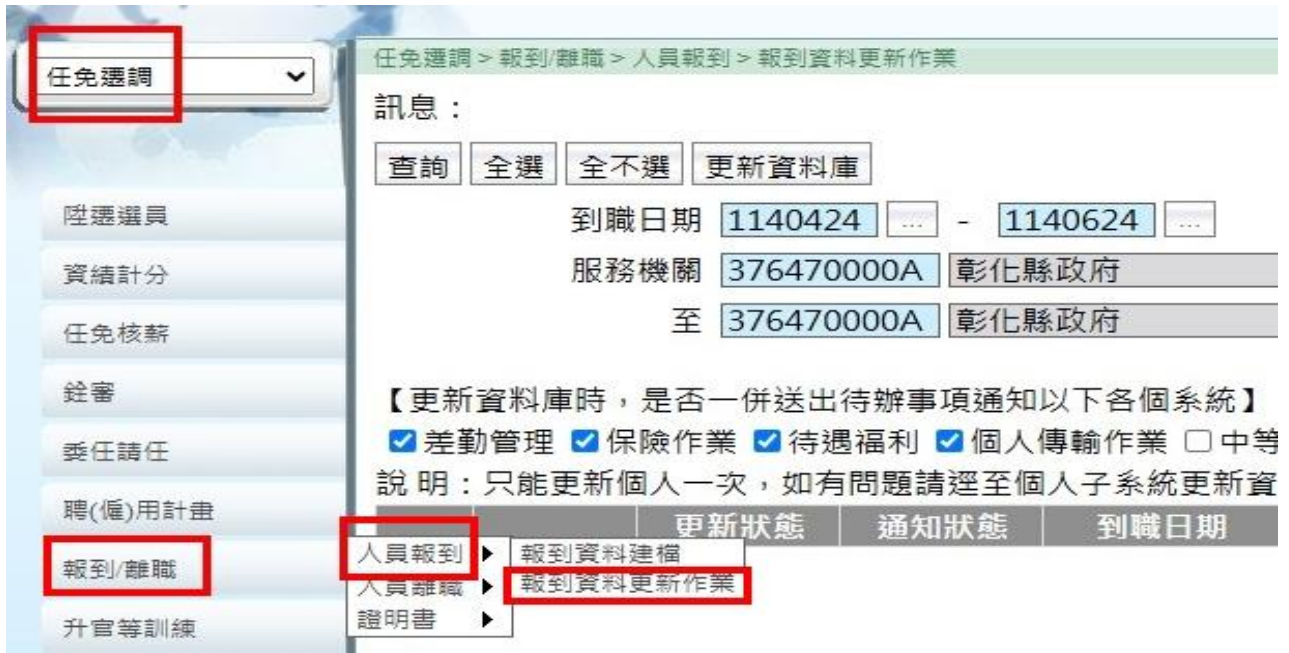 任免遷調
任免遷調 > 報到/離職 > 人員報到 > 報到資料更新作業
訊息：
查詢 全選 全不選 更新資料庫
到職日期 1140424 ... - 1140624 ...
服務機關 376470000A 彰化縣政府
至 376470000A 彰化縣政府
【更新資料庫時，是否一併送出待辦事項通知以下各個系統】
差勤管理 保險作業 待遇福利 個人傳輸作業 中等
說 明：只能更新個人一次，如有問題請逕至個人子系統更新資
更新狀態 通知狀態 到職日期
陞遷選員
資績計分
任免核薪
銓審
委任請任
聘(僱)用計畫
報到/離職
升官等訓練
人員報到
人員離職
證明書
報到資料建檔
報到資料更新作業